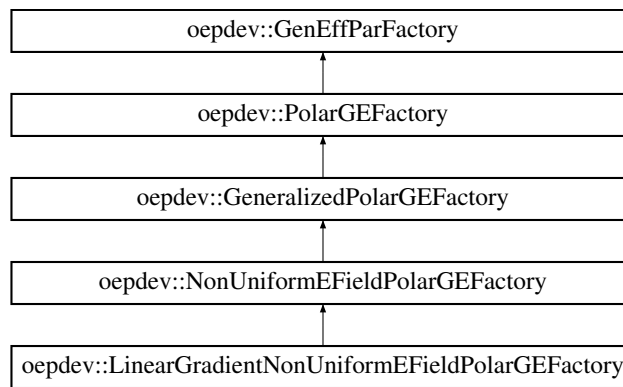 oepdev::GenEffParFactory
oepdev::PolarGEFactory
oepdev::GeneralizedPolarGEFactory
oepdev::NonUniformEFieldPolarGEFactory
oepdev::LinearGradientNonUniformEFieldPolarGEFactory